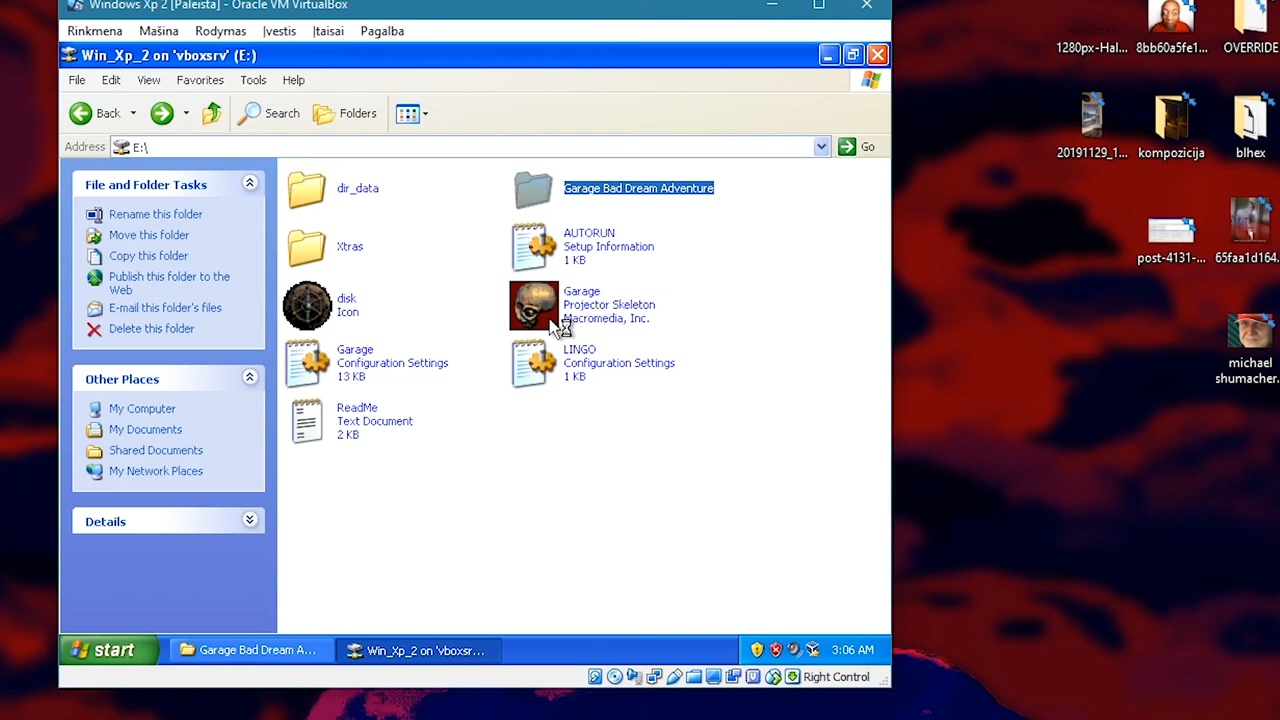 Windows Xp 2 [Paleista] - Oracle VM VirtualBox
Rinkmena Mašina Rodymas Įvestis Įtaisai Pagalba
Win_Xp_2 on 'vboxsrv' (E:)
File Edit View Favorites Tools Help
Back Search Folders
Address E:\ Go
File and Folder Tasks
Rename this folder
Move this folder
Copy this folder
Publish this folder to the
Web
E-mail this folder's files
Delete this folder
Other Places
My Computer
My Documents
Shared Documents
My Network Places
Details
dir_data
Garage Bad Dream Adventure
Xtras
AUTORUN
Setup Information
1 KB
disk
Icon
Garage
Projector Skeleton
Macromedia, Inc.
Garage
Configuration Settings
13 KB
LINGO
Configuration Settings
1 KB
ReadMe
Text Document
2 KB
start
Garage Bad Dream A...
Win_Xp_2 on 'vboxsr...
3:06 AM
Right Control
1280px-Hal... 8bb60a5fe1... OVERRIDE
20191129_1... kompozicija blhex
post-4131-... 65faa1d164.
michael
shumacher.